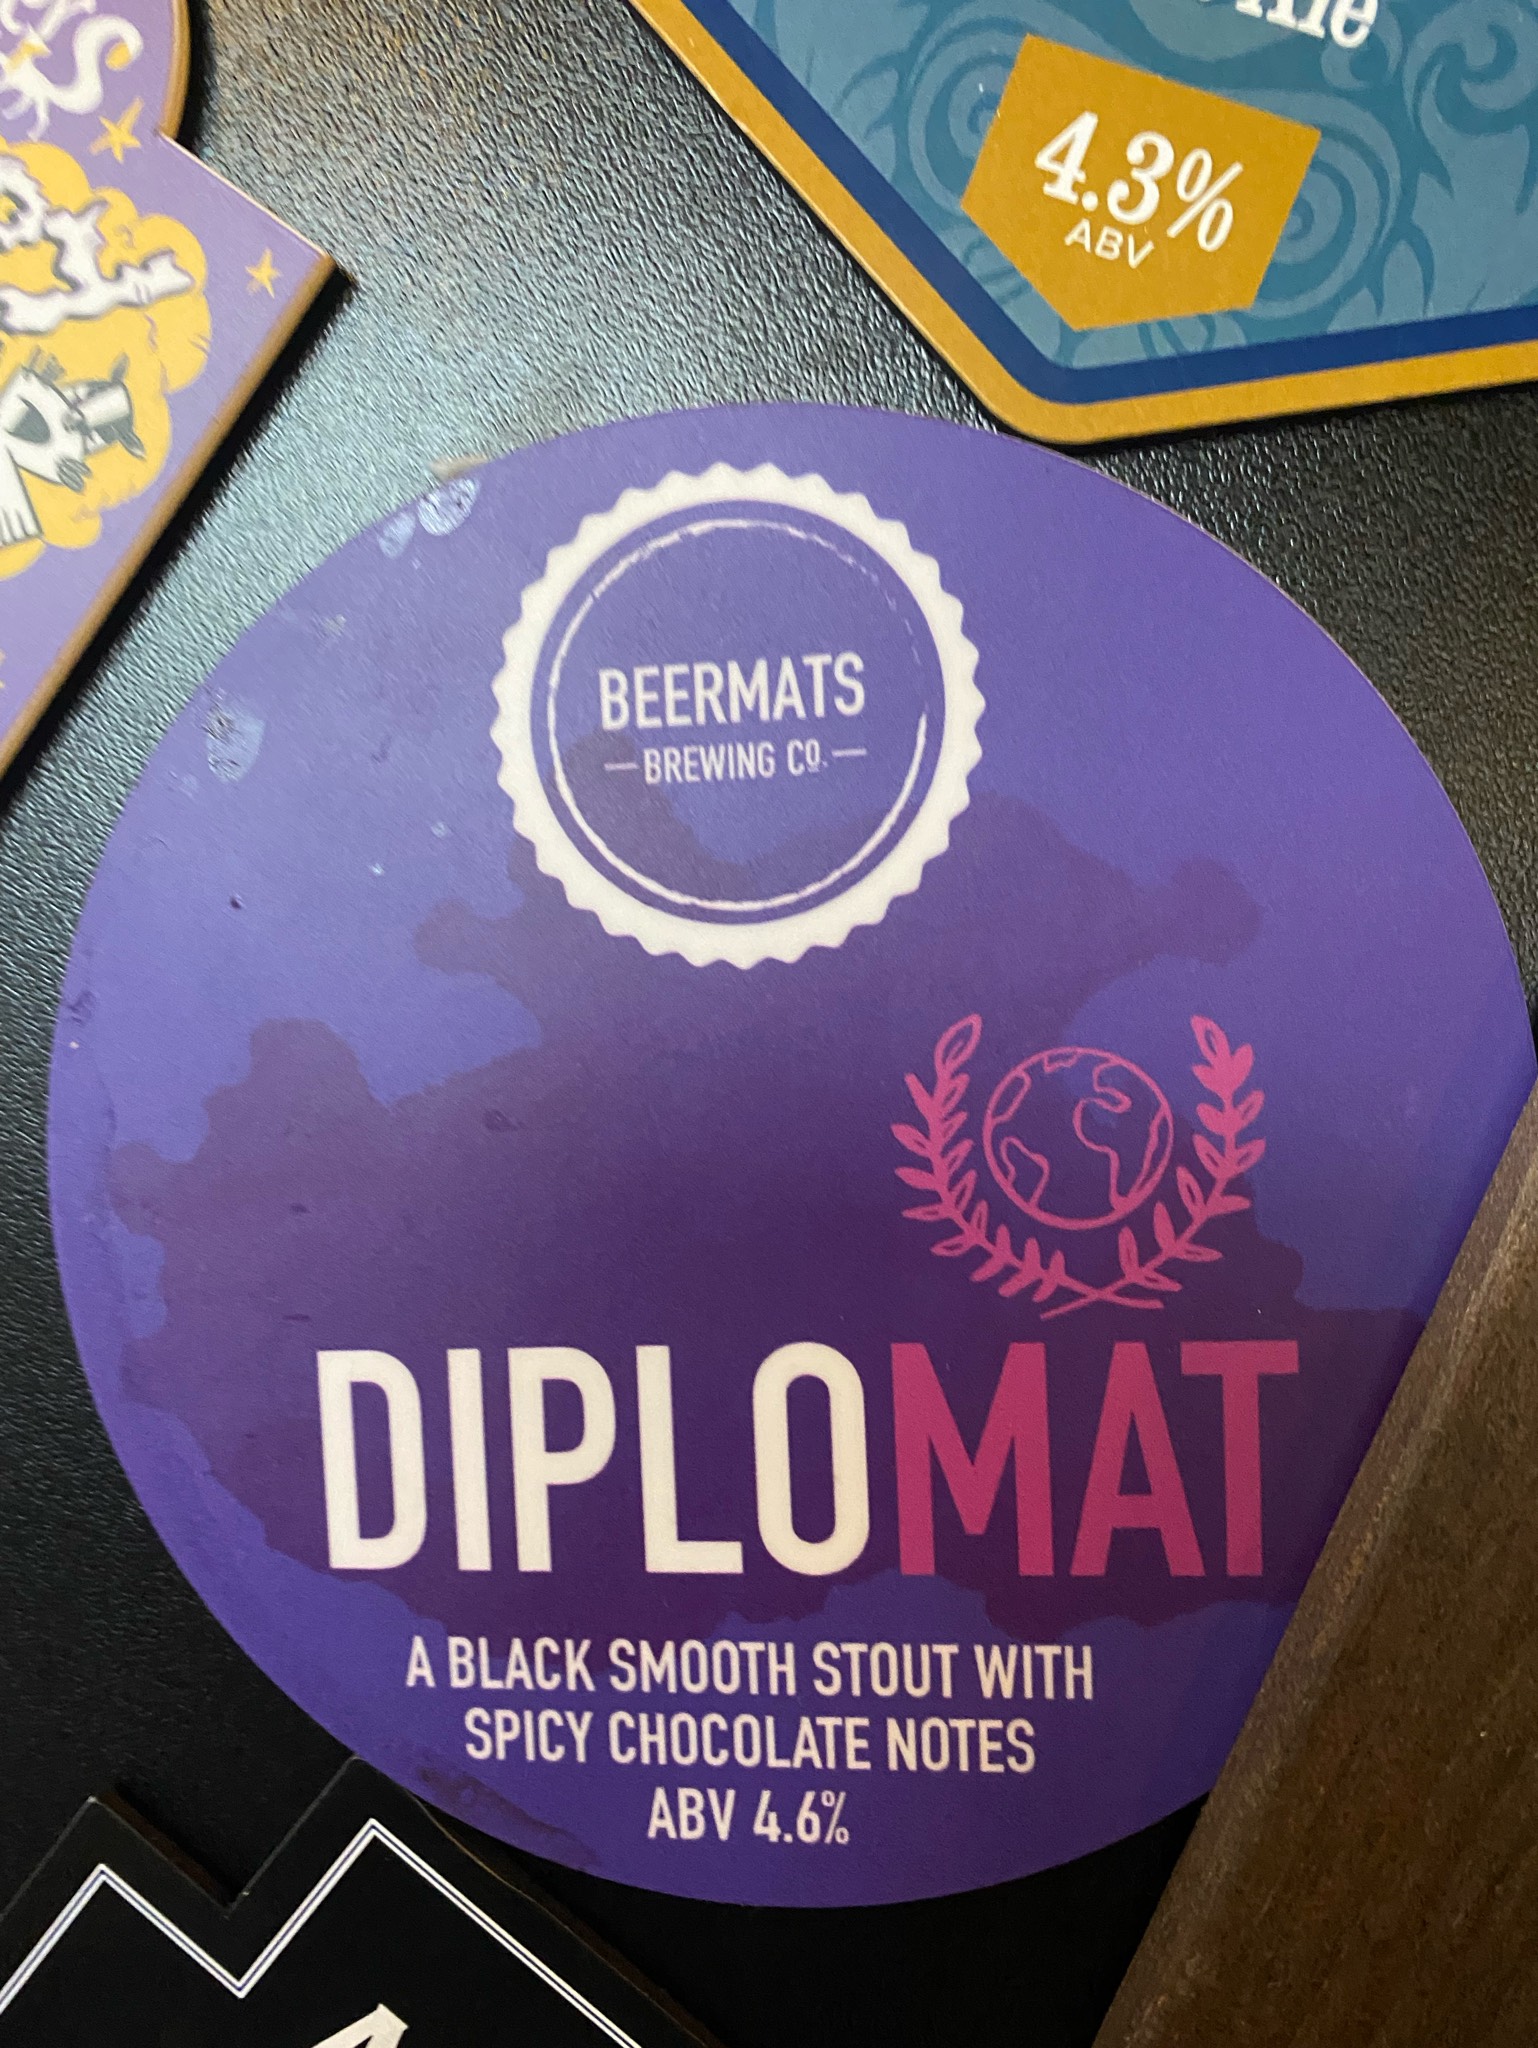 4.3%
ABV
BEERMATS
BREWING CO.
DIPLOMAT
A BLACK SMOOTH STOUT WITH
SPICY CHOCOLATE NOTES
ABV 4.6%